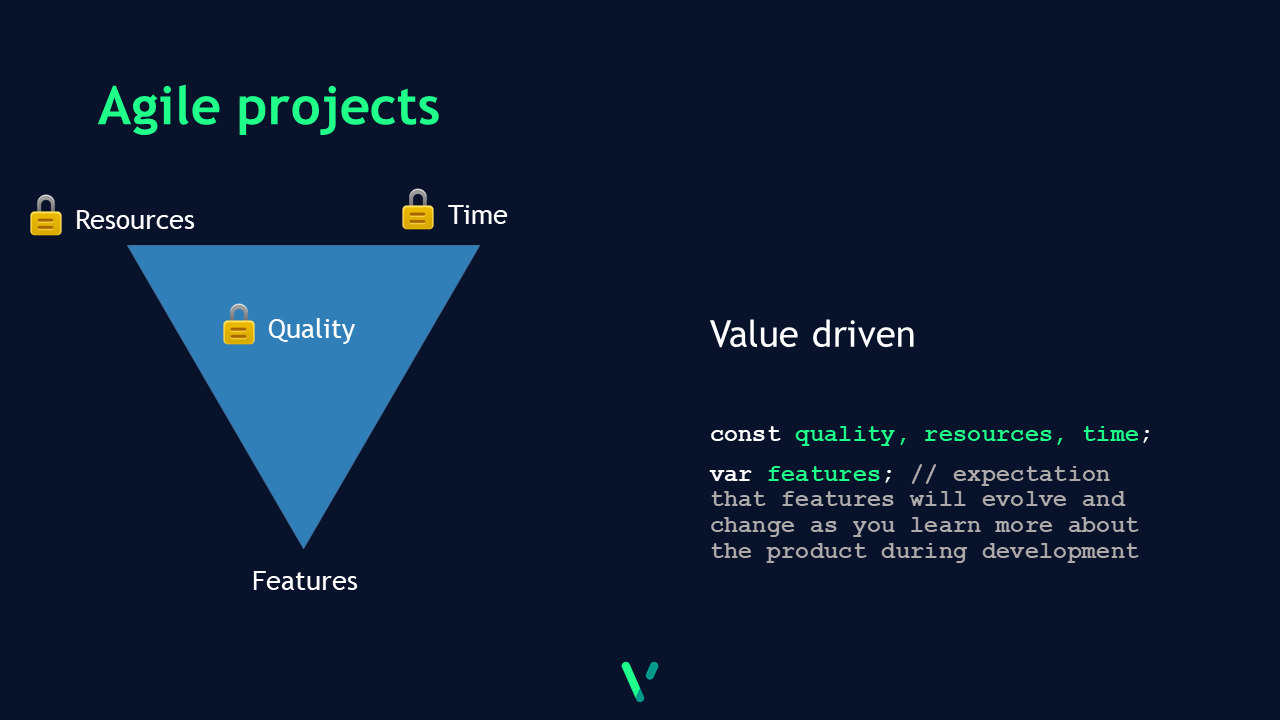 Agile projects
Resources
Time
Quality
Features
Value driven
const quality, resources, time;
var features; // expectation
that features will evolve and
change as you learn more about
the product during development